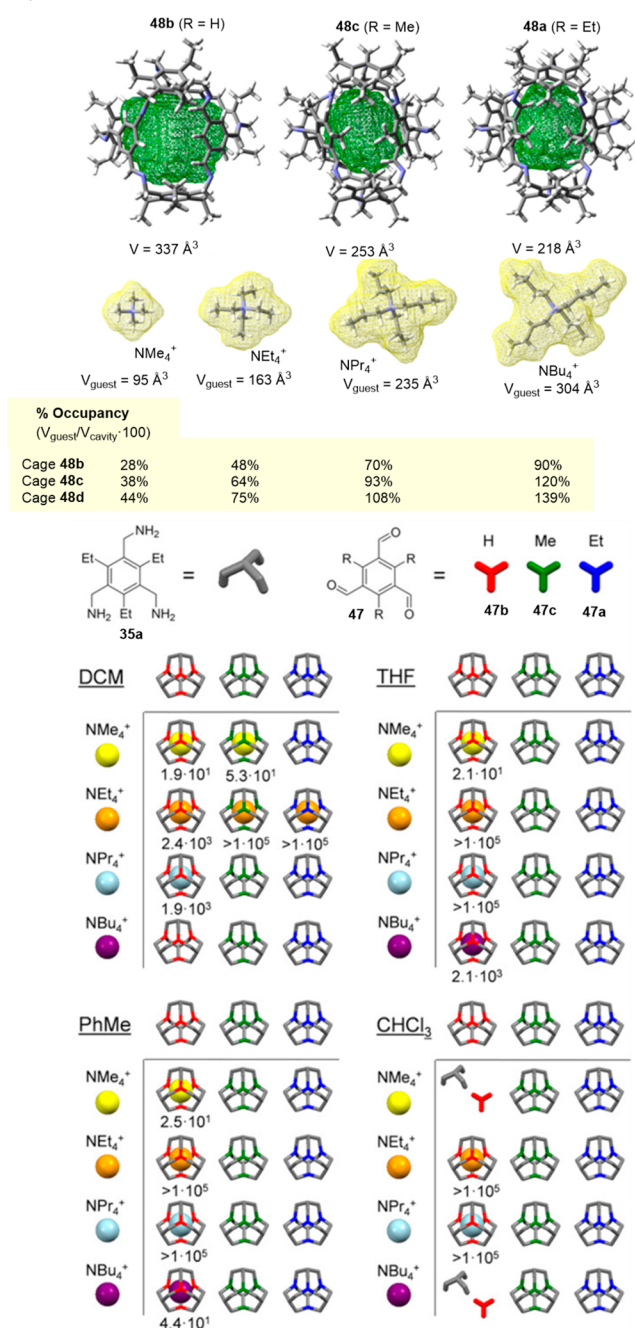 48b (R = H) 48c (R = Me) 48a (R = Et)
V = 337 Å³ V = 253 Å³ V = 218 Å³
NMe₄⁺ NEt₄⁺ NPr₄⁺ NBu₄⁺
V_guest = 95 Å³ V_guest = 163 Å³ V_guest = 235 Å³ V_guest = 304 Å³
% Occupancy
(V_guest/V_cavity·100)
Cage 48b 28% 48% 70% 90%
Cage 48c 38% 64% 93% 120%
Cage 48d 44% 75% 108% 139%
NH₂
Et Et
NH₂ Et NH₂
35a
=
O
R R
O R O
47
=
H Me Et
47b 47c 47a
DCM
NMe₄⁺
1.9·10¹ 5.3·10¹
NEt₄⁺
2.4·10³ >1·10⁵ >1·10⁵
NPr₄⁺
1.9·10³
NBu₄⁺
THF
NMe₄⁺
2.1·10¹
NEt₄⁺
>1·10⁵
NPr₄⁺
>1·10⁵
NBu₄⁺
2.1·10³
PhMe
NMe₄⁺
2.5·10¹
NEt₄⁺
>1·10⁵
NPr₄⁺
>1·10⁵
NBu₄⁺
4.4·10¹
CHCl₃
NMe₄⁺
NEt₄⁺
>1·10⁵
NPr₄⁺
>1·10⁵
NBu₄⁺